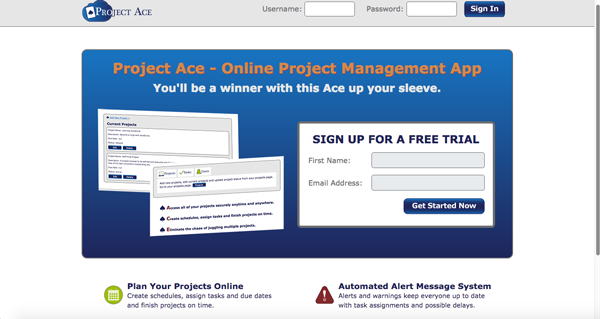 Project Ace
Username:
Password:
Sign In
Project Ace - Online Project Management App
You'll be a winner with this Ace up your sleeve.
Current Projects
Access all of your projects securely anytime and anywhere.
Create schedules, assign tasks and finish projects on time.
Eliminate the chaos of juggling multiple projects.
SIGN UP FOR A FREE TRIAL
First Name:
Email Address:
Get Started Now
Plan Your Projects Online
Create schedules, assign tasks and due dates
and finish projects on time.
Automated Alert Message System
Alerts and warnings keep everyone up to date
with task assignments and possible delays.